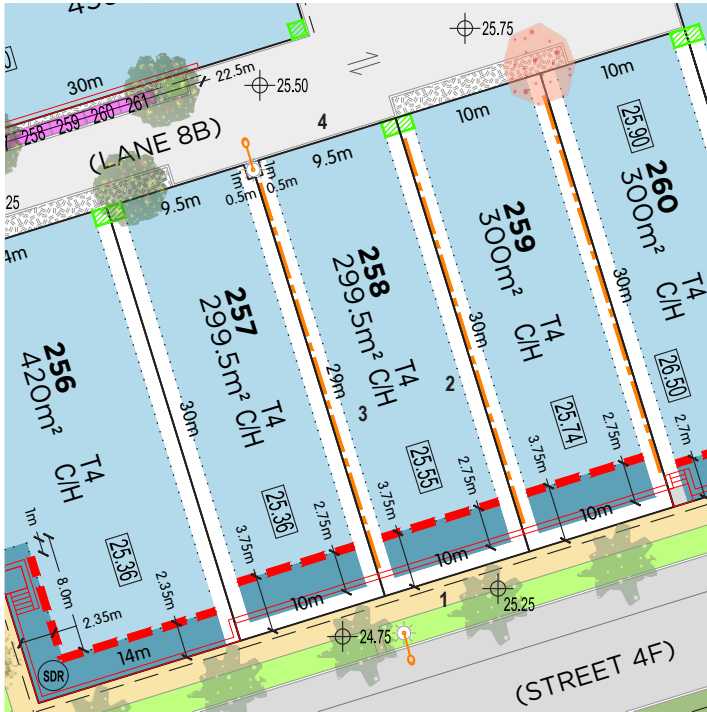 25.75
30m
22.5m
25.50
258 259 260 261
(LANE 8B)
4
10m
10m
9.5m
9.5m
1m 1m
0.5m 0.5m
25
4m
25.90
260
300m²
T4
C/H
30m
26.50
2.7m
259
300m²
T4
C/H
30m
25.74
3.75m
2.75m
10m
258
299.5m²
T4
C/H
29m
3
2
25.55
3.75m
2.75m
10m
257
299.5m²
T4
C/H
30m
25.36
3.75m
2.75m
10m
256
420m²
T4
C/H
25.36
1m
8.0m
2.35m
2.35m
14m
SDR
1
25.25
24.75
(STREET 4F)